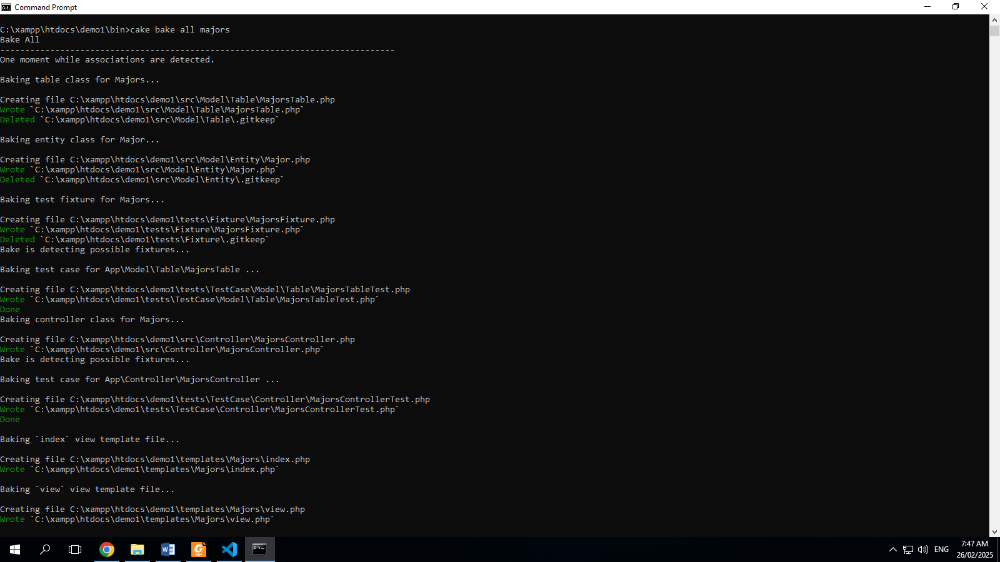 Command Prompt
C:\xampp\htdocs\demo1\bin>cake bake all majors
Bake All
-------------------------------------------------------------------------------
One moment while associations are detected.
Baking table class for Majors...
Creating file C:\xampp\htdocs\demo1\src\Model\Table\MajorsTable.php
Wrote `C:\xampp\htdocs\demo1\src\Model\Table\MajorsTable.php`
Deleted `C:\xampp\htdocs\demo1\src\Model\Table\.gitkeep`
Baking entity class for Major...
Creating file C:\xampp\htdocs\demo1\src\Model\Entity\Major.php
Wrote `C:\xampp\htdocs\demo1\src\Model\Entity\Major.php`
Deleted `C:\xampp\htdocs\demo1\src\Model\Entity\.gitkeep`
Baking test fixture for Majors...
Creating file C:\xampp\htdocs\demo1\tests\Fixture\MajorsFixture.php
Wrote `C:\xampp\htdocs\demo1\tests\Fixture\MajorsFixture.php`
Deleted `C:\xampp\htdocs\demo1\tests\Fixture\.gitkeep`
Bake is detecting possible fixtures...
Baking test case for App\Model\Table\MajorsTable ...
Creating file C:\xampp\htdocs\demo1\tests\TestCase\Model\Table\MajorsTableTest.php
Wrote `C:\xampp\htdocs\demo1\tests\TestCase\Model\Table\MajorsTableTest.php`
Done
Baking controller class for Majors...
Creating file C:\xampp\htdocs\demo1\src\Controller\MajorsController.php
Wrote `C:\xampp\htdocs\demo1\src\Controller\MajorsController.php`
Bake is detecting possible fixtures...
Baking test case for App\Controller\MajorsController ...
Creating file C:\xampp\htdocs\demo1\tests\TestCase\Controller\MajorsControllerTest.php
Wrote `C:\xampp\htdocs\demo1\tests\TestCase\Controller\MajorsControllerTest.php`
Done
Baking `index` view template file...
Creating file C:\xampp\htdocs\demo1\templates\Majors\index.php
Wrote `C:\xampp\htdocs\demo1\templates\Majors\index.php`
Baking `view` view template file...
Creating file C:\xampp\htdocs\demo1\templates\Majors\view.php
Wrote `C:\xampp\htdocs\demo1\templates\Majors\view.php`
ENG
7:47 AM
26/02/2025